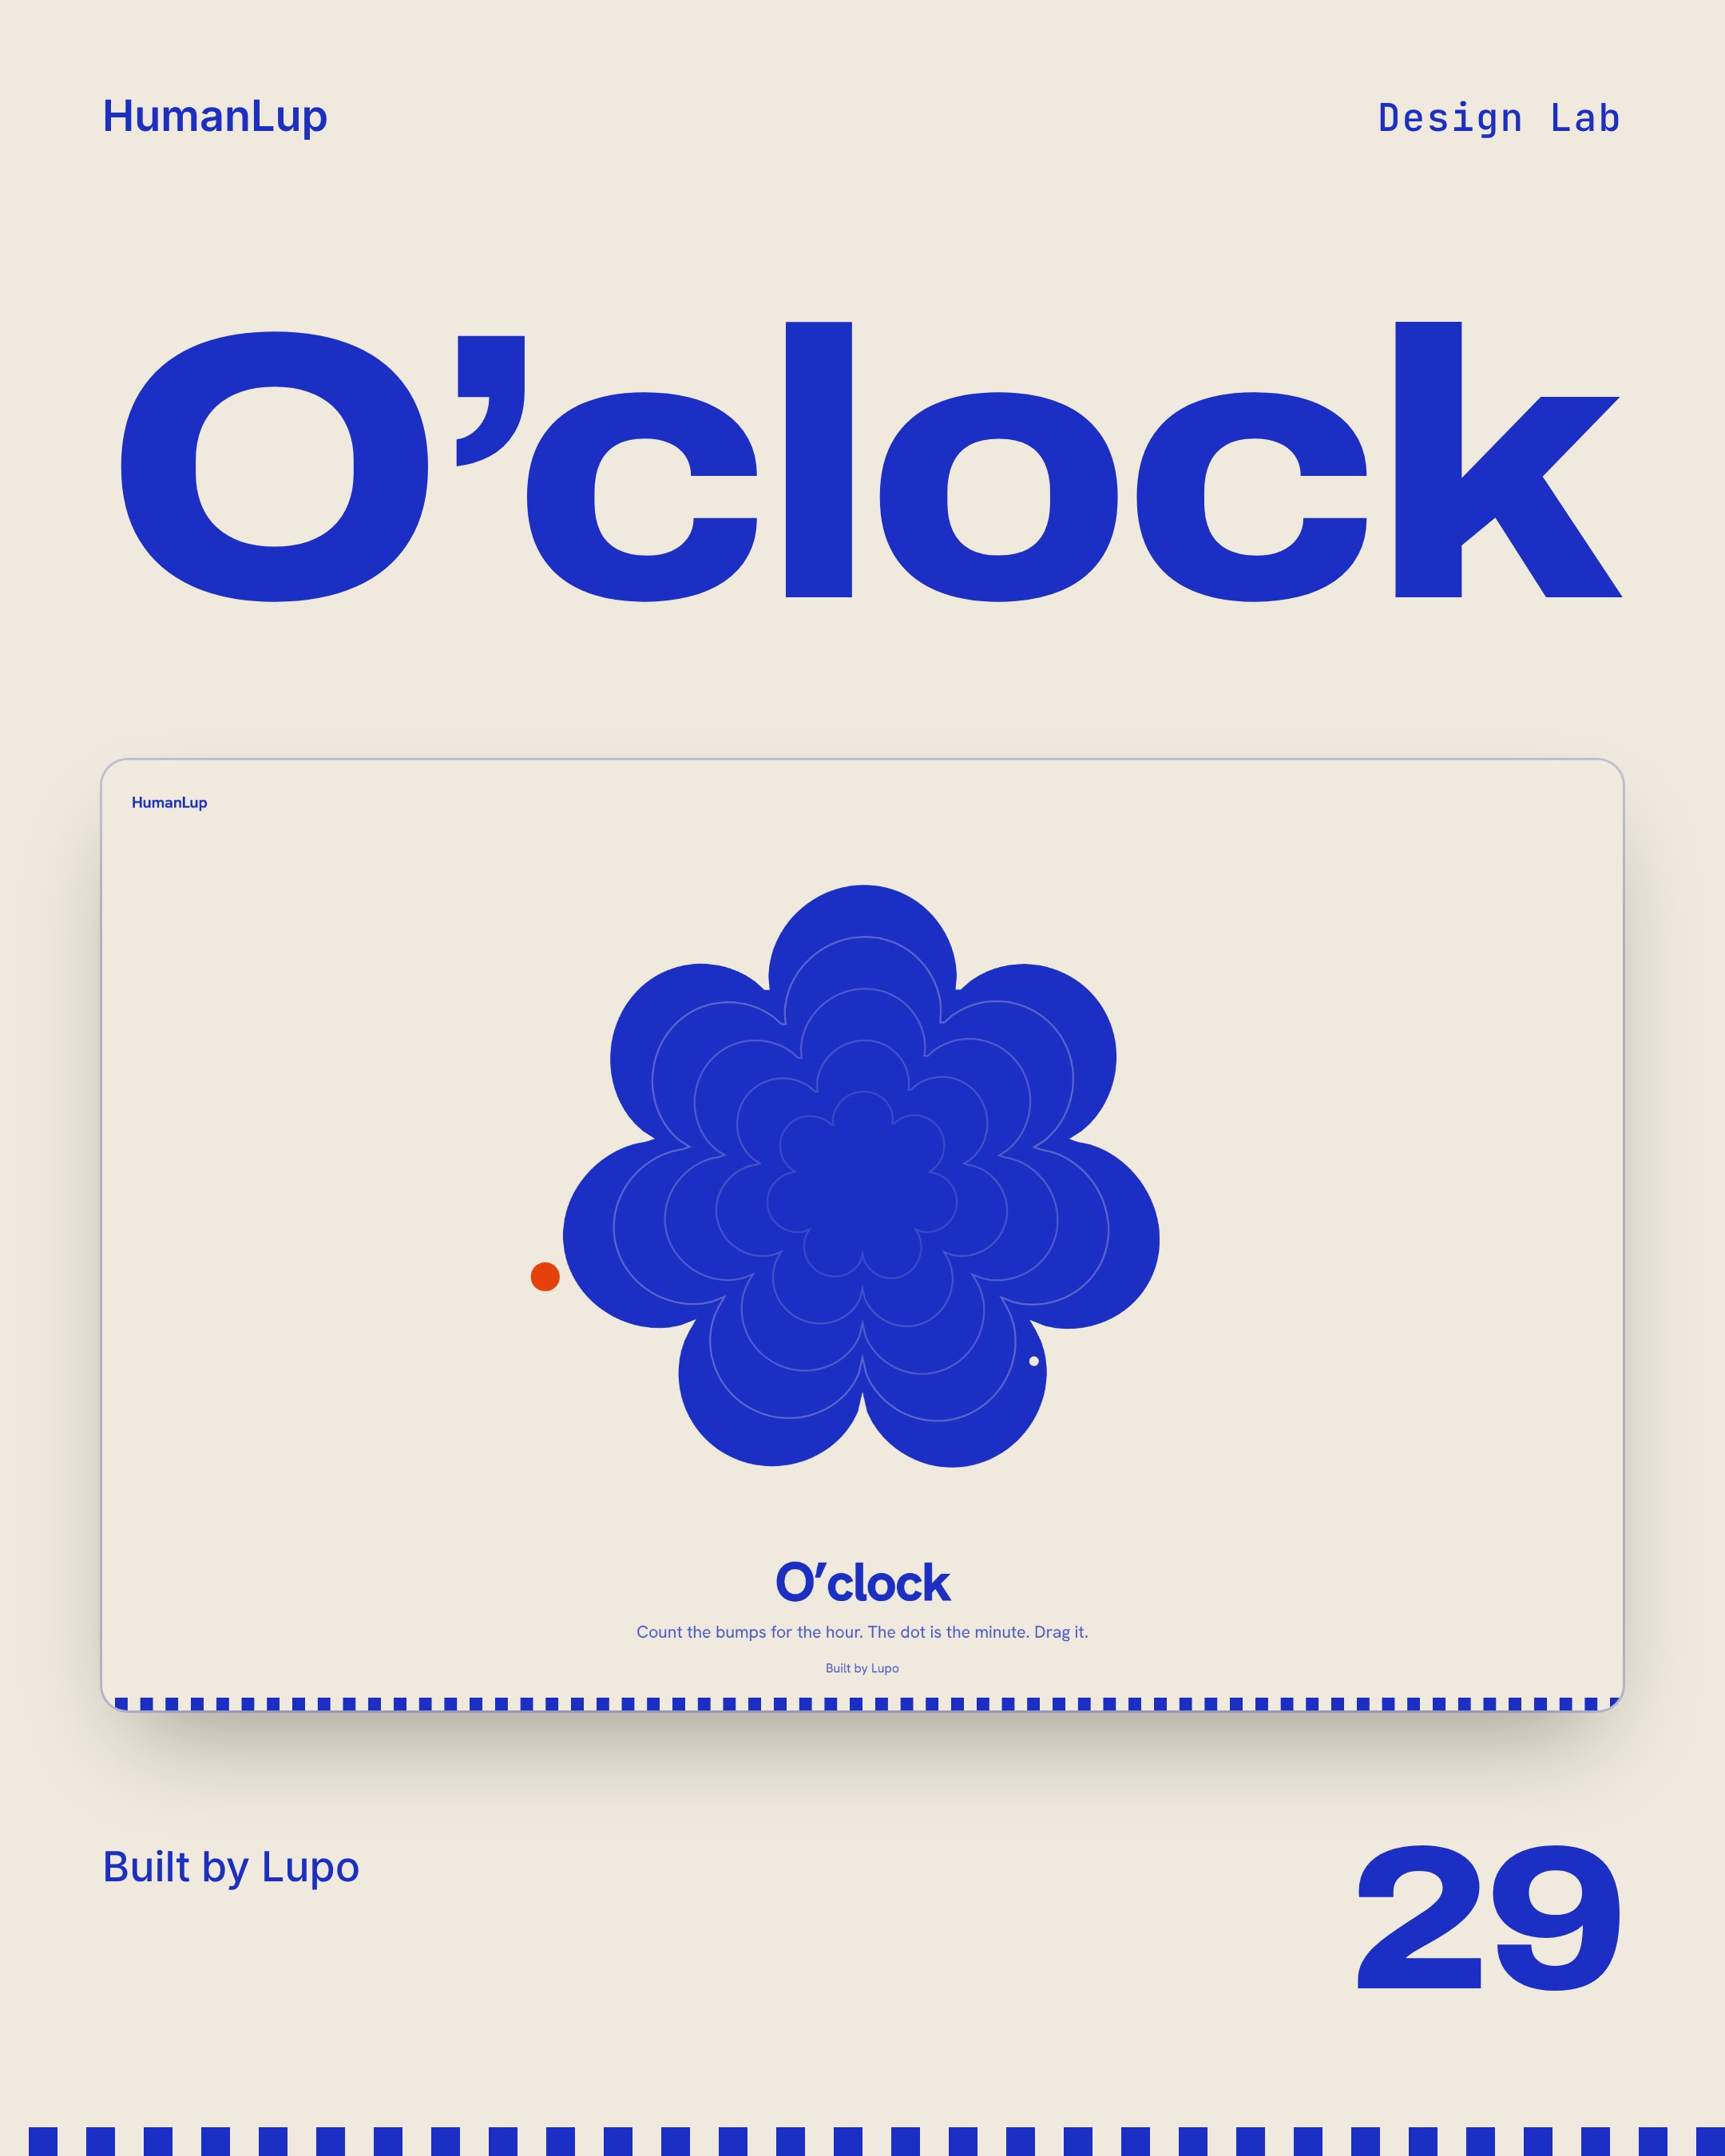 HumanLup
Design Lab
O’clock
HumanLup
O’clock
Count the bumps for the hour. The dot is the minute. Drag it.
Built by Lupo
Built by Lupo
29